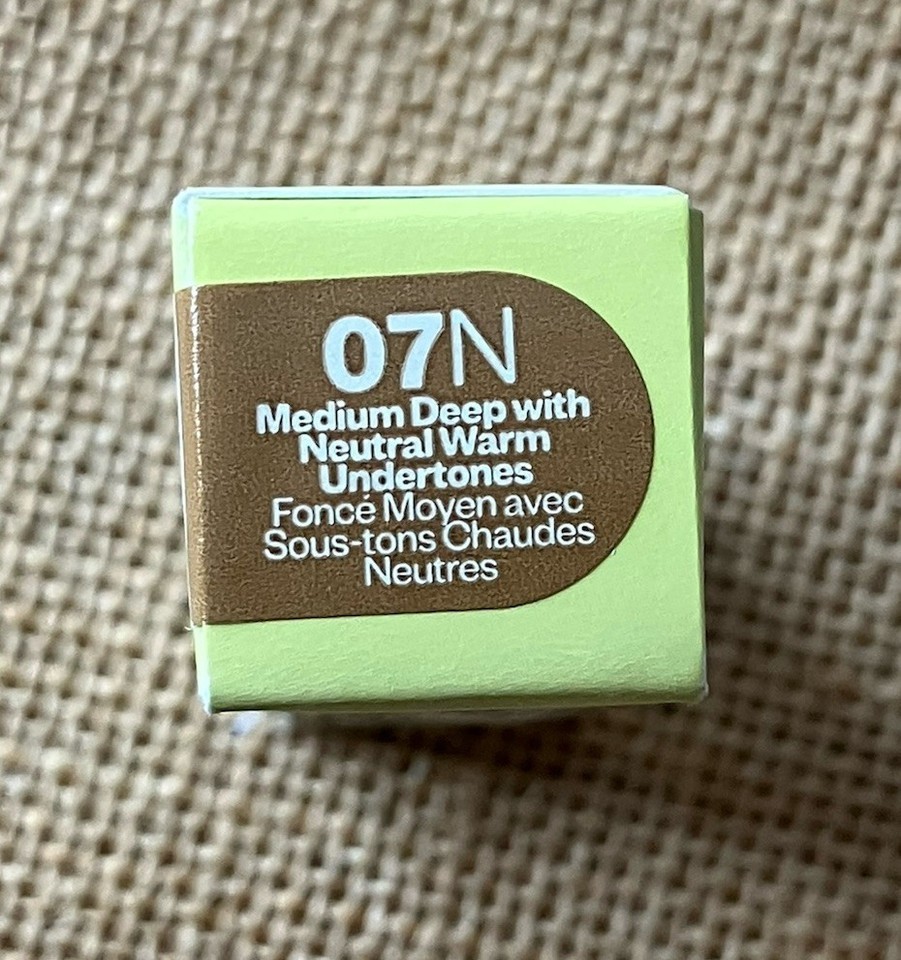 07N
Medium Deep with
Neutral Warm
Undertones
Foncé Moyen avec
Sous-tons Chaudes
Neutres